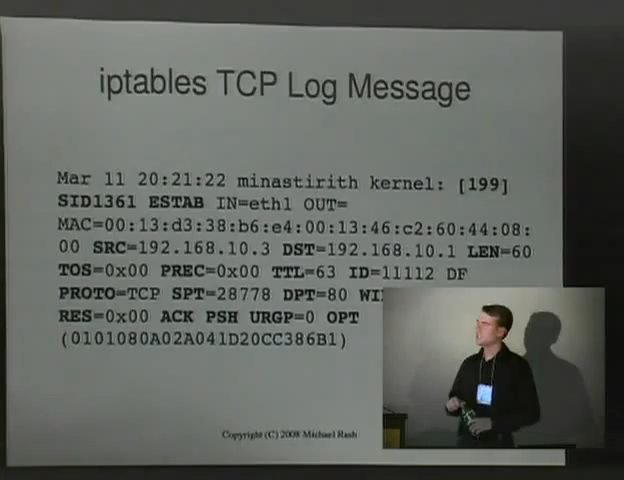 iptables TCP Log Message
Mar 11 20:21:22 minastirith kernel: [199]
SID1361 ESTAB IN=eth1 OUT=
MAC=00:13:d3:38:b6:e4:00:13:46:c2:60:44:08:
00 SRC=192.168.10.3 DST=192.168.10.1 LEN=60
TOS=0x00 PREC=0x00 TTL=63 ID=11112 DF
PROTO=TCP SPT=28778 DPT=80
RES=0x00 ACK PSH URGP=0 OPT
(0101080A02A041D20CC386B1)
Copyright (C) 2008 Michael Rash